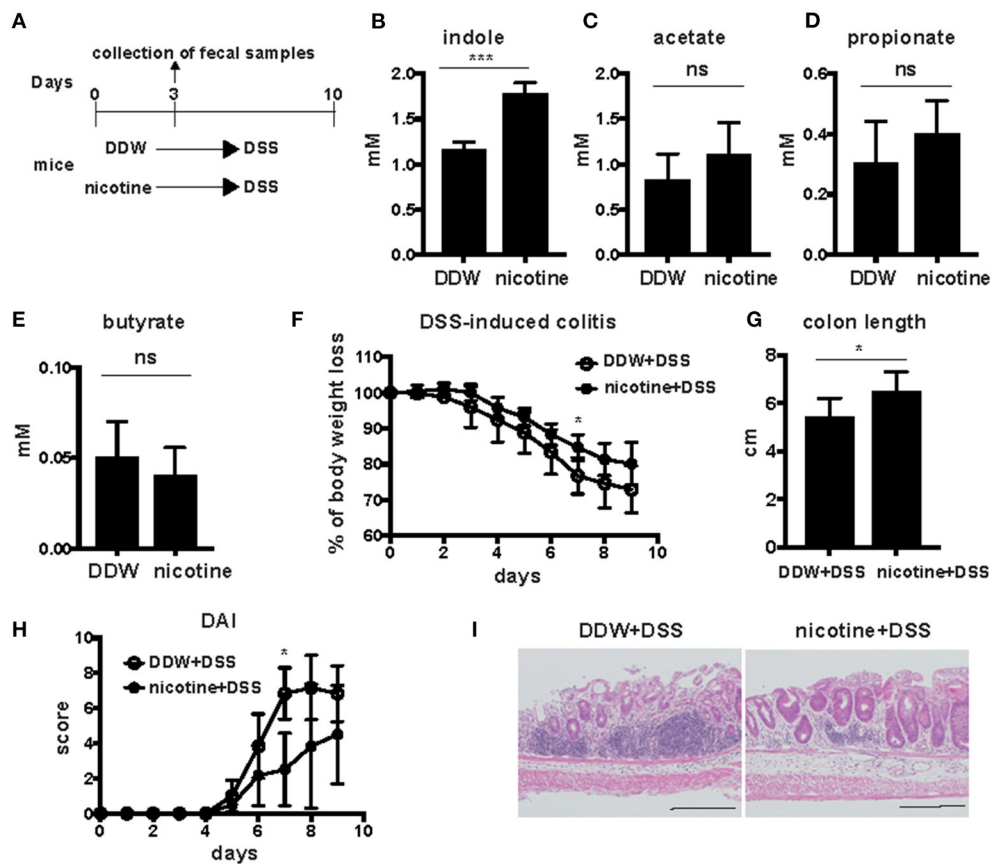 A
collection of fecal samples
Days
0
3
10
DDW
DSS
mice
nicotine
DSS
B
indole
***
2.0
1.5
1.0
0.5
0.0
mM
DDW nicotine
C
acetate
ns
2.0
1.5
1.0
0.5
0.0
mM
DDW nicotine
D
propionate
ns
0.6
0.4
0.2
0.0
mM
DDW nicotine
E
butyrate
ns
0.10
0.05
0.00
mM
DDW nicotine
F
DSS-induced colitis
DDW+DSS
nicotine+DSS
110
100
90
80
70
60
% of body weight loss
*
0 2 4 6 8 10
days
G
colon length
*
8
6
4
2
0
cm
DDW+DSS nicotine+DSS
H
DAI
DDW+DSS
nicotine+DSS
*
10
8
6
4
2
0
score
0 2 4 6 8 10
days
I
DDW+DSS
nicotine+DSS